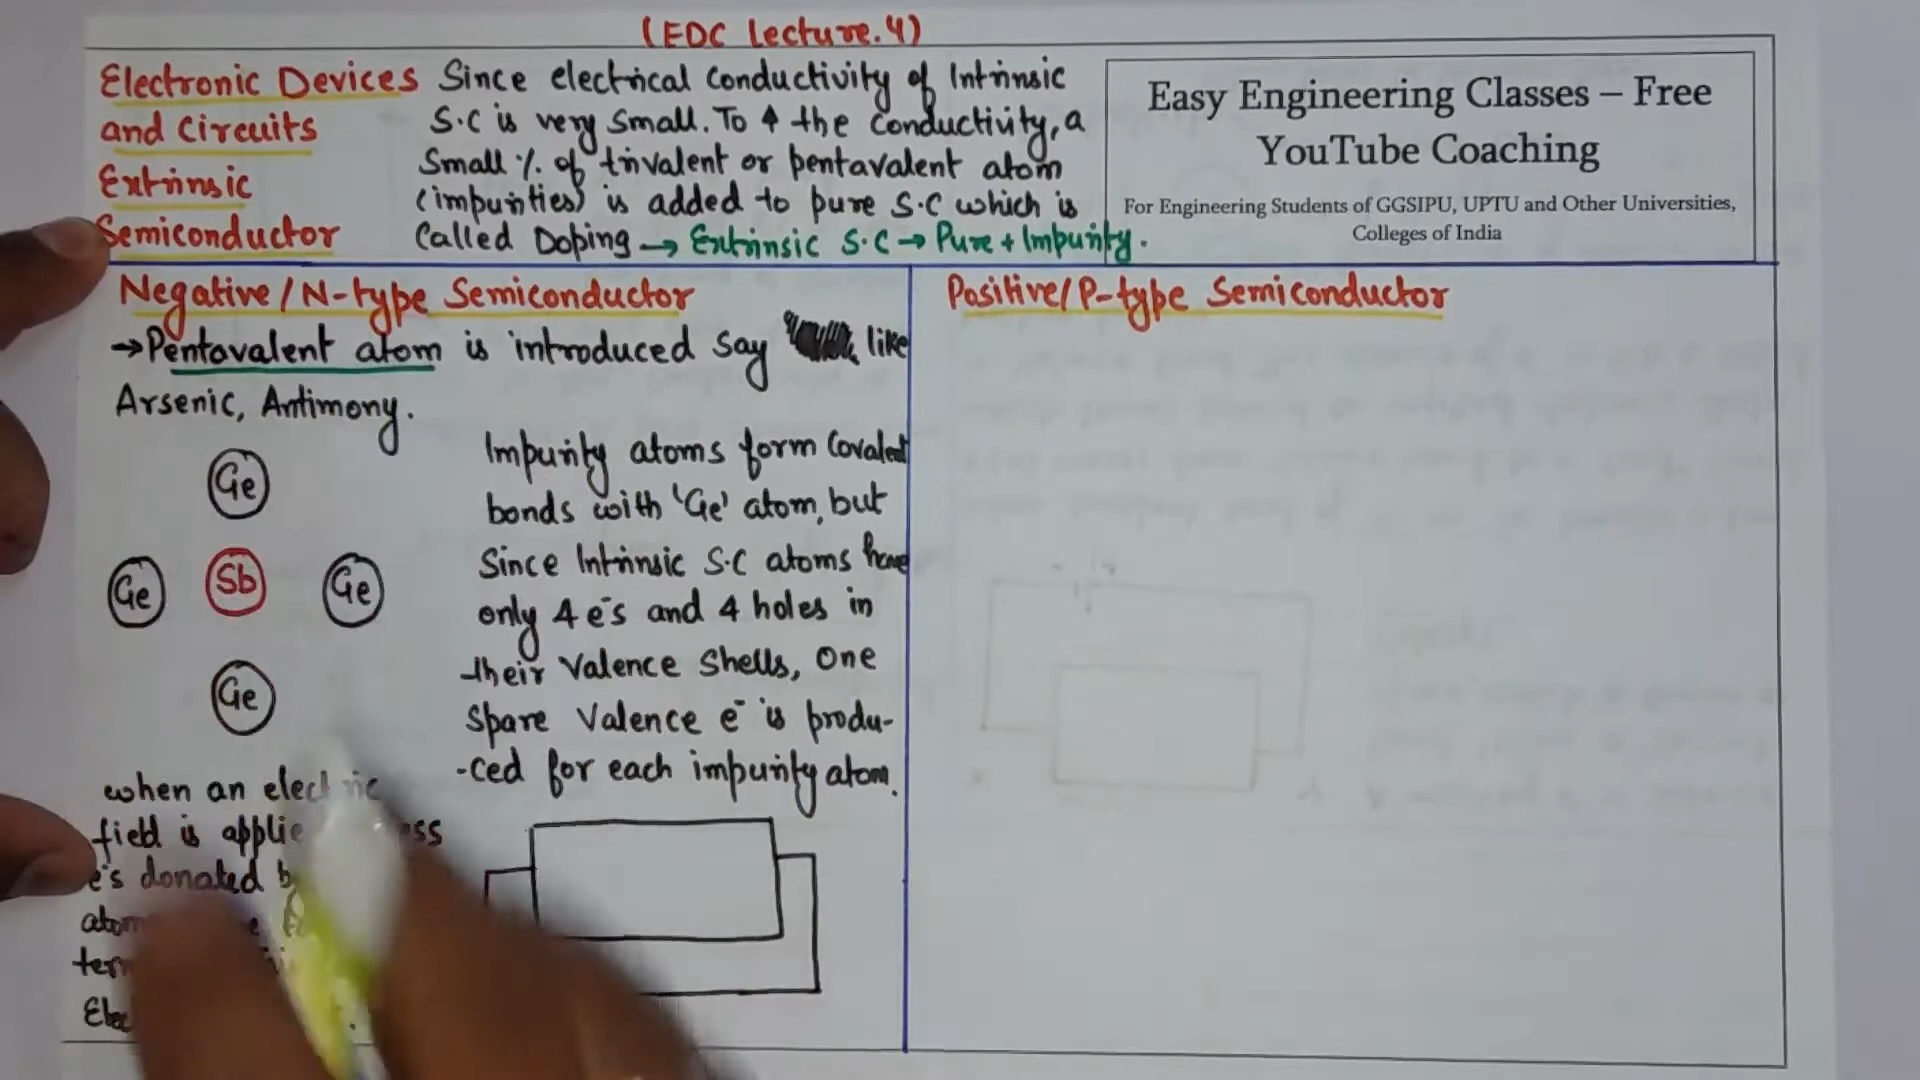 (EDC Lecture.4)
Electronic Devices
and Circuits
Extrinsic
Semiconductor
Since electrical conductivity of Intrinsic
S.C is very small. To ↑ the conductivity, a
small % of trivalent or pentavalent atom
(impurities) is added to pure S.C which is
called Doping → Extrinsic S.C → Pure + Impurity.
Easy Engineering Classes – Free
YouTube Coaching
For Engineering Students of GGSIPU, UPTU and Other Universities,
Colleges of India
Negative/N-type Semiconductor
→Pentavalent atom is introduced say like
Arsenic, Antimony.
Ge
Ge Sb Ge
Ge
Impurity atoms form Covalent
bonds with 'Ge' atom, but
Since Intrinsic S.C atoms have
only 4 e⁻s and 4 holes in
their Valence Shells, one
Spare Valence e⁻ is produ-
-ced for each impurity atom.
when an electric
field is
e⁻s donated
Positive/P-type Semiconductor